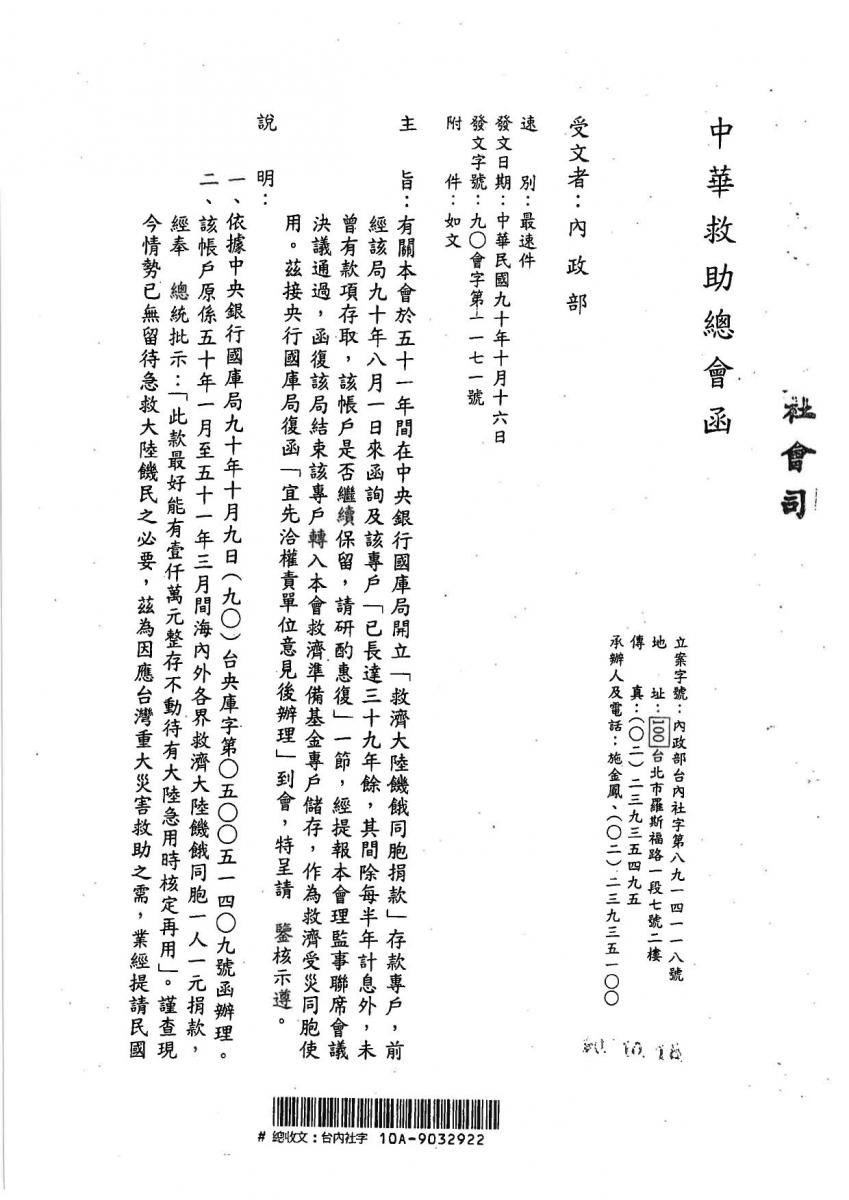 社會司
中華救助總會函
立案字號：內政部台內社字第八九一四一一八號
地　　址：100台北市羅斯福路一段七號二樓
傳　　真：(〇二)二三九三五四九五
承辦人及電話：施金鳳、(〇二)二三九三五一〇〇
受文者：內政部
速　　別：最速件
發文日期：中華民國九十年十月十六日
發文字號：九〇會字第一一七一號
附　　件：如文
主　　旨：有關本會於五十一年間在中央銀行國庫局開立「救濟大陸饑餓同胞捐款」存款專戶，前
經該局九十年八月一日來函詢及該專戶「已長達三十九年餘，其間除每半年計息外，未
曾有款項存取，該帳戶是否繼續保留，請研酌惠復」一節，經提報本會理監事聯席會議
決議通過，函復該局結束該專戶轉入本會救濟準備基金專戶儲存，作為救濟受災同胞使
用。茲接央行國庫局復函「宜先洽權責單位意見後辦理」到會，特呈請　鑒核示遵。
說　　明：
一、依據中央銀行國庫局九十年十月九日(九〇)台央庫字第〇五〇〇五一四〇九號函辦理。
二、該帳戶原係五十年一月至五十一年三月間海內外各界救濟大陸饑餓同胞一人一元捐款，
經奉　總統批示：「此款最好能有壹仟萬元整存不動待有大陸急用時核定再用」。謹查現
今情勢已無留待急救大陸饑民之必要，茲為因應台灣重大災害救助之需，業經提請民國
90.10.18
# 總收文：台內社字 10A-9032922